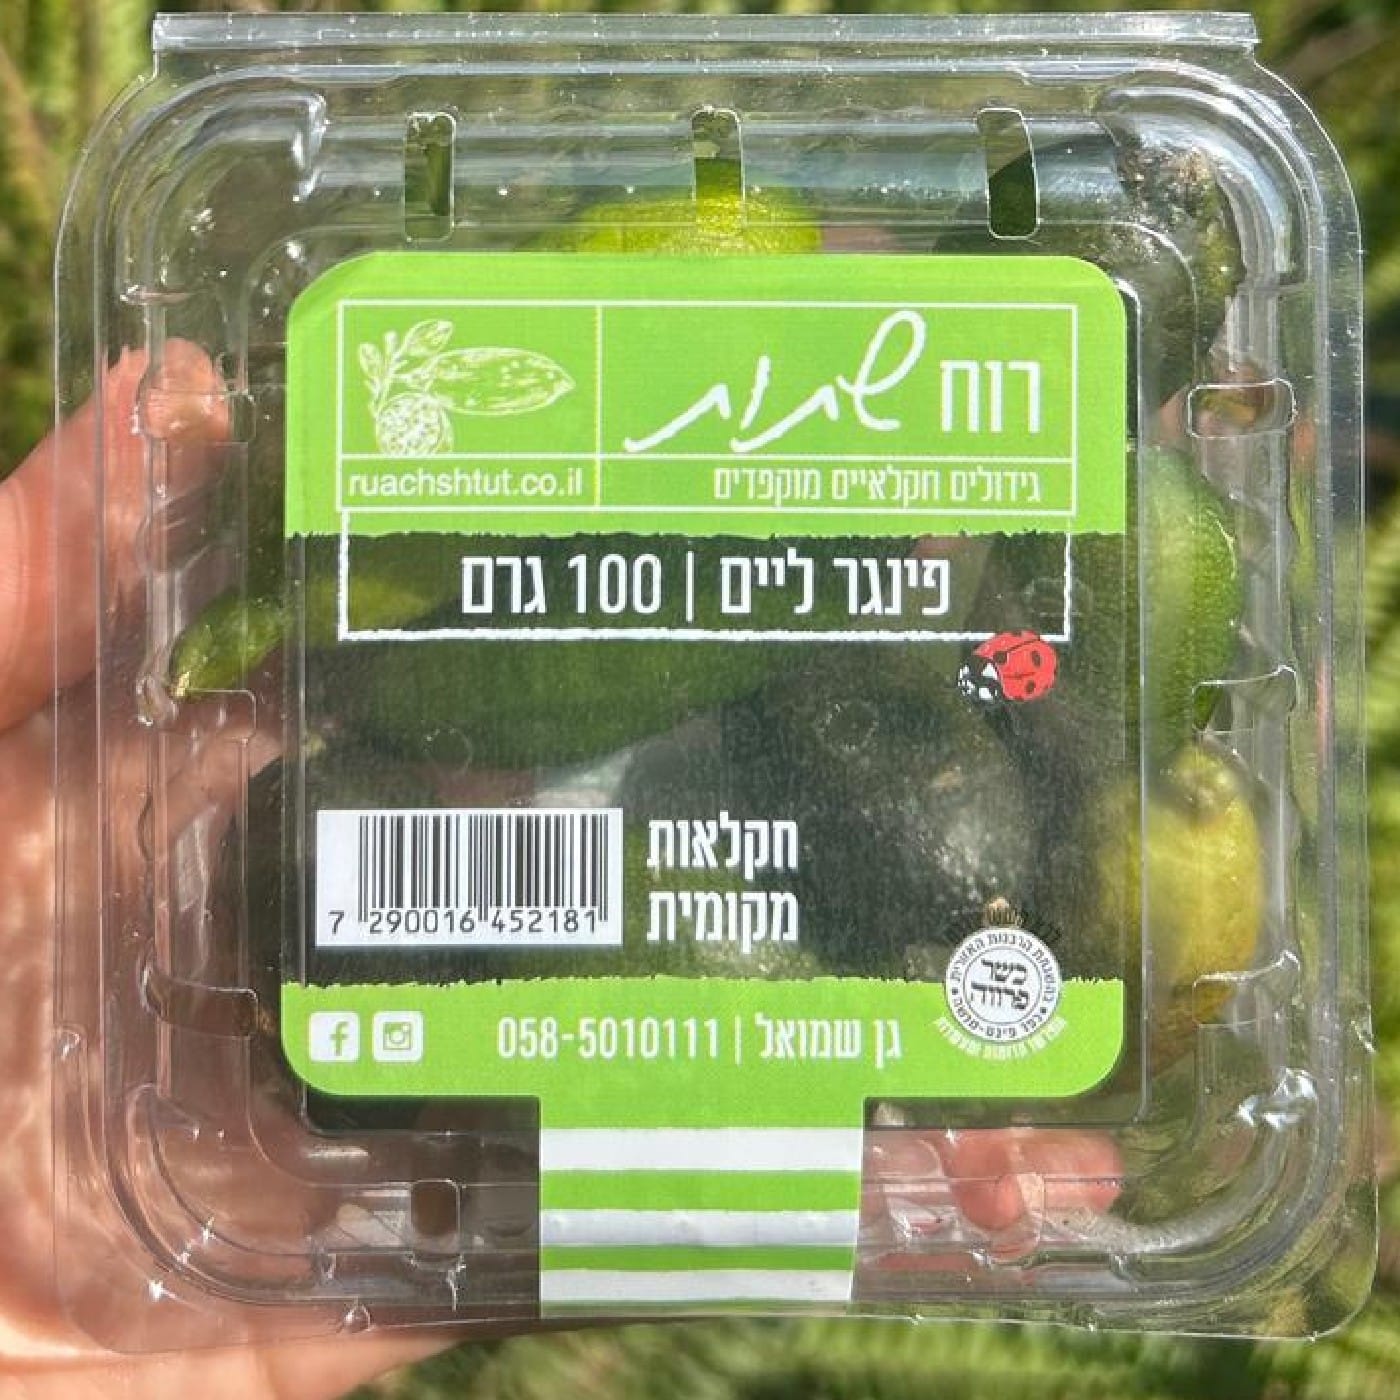 רוח שתות
גידולים חקלאיים מוקפדים
ruachshtut.co.il
פינגר ליים | 100 גרם
חקלאות
מקומית
7 290016 452181
כשר
פרווה
גן שמואל | 058-5010111